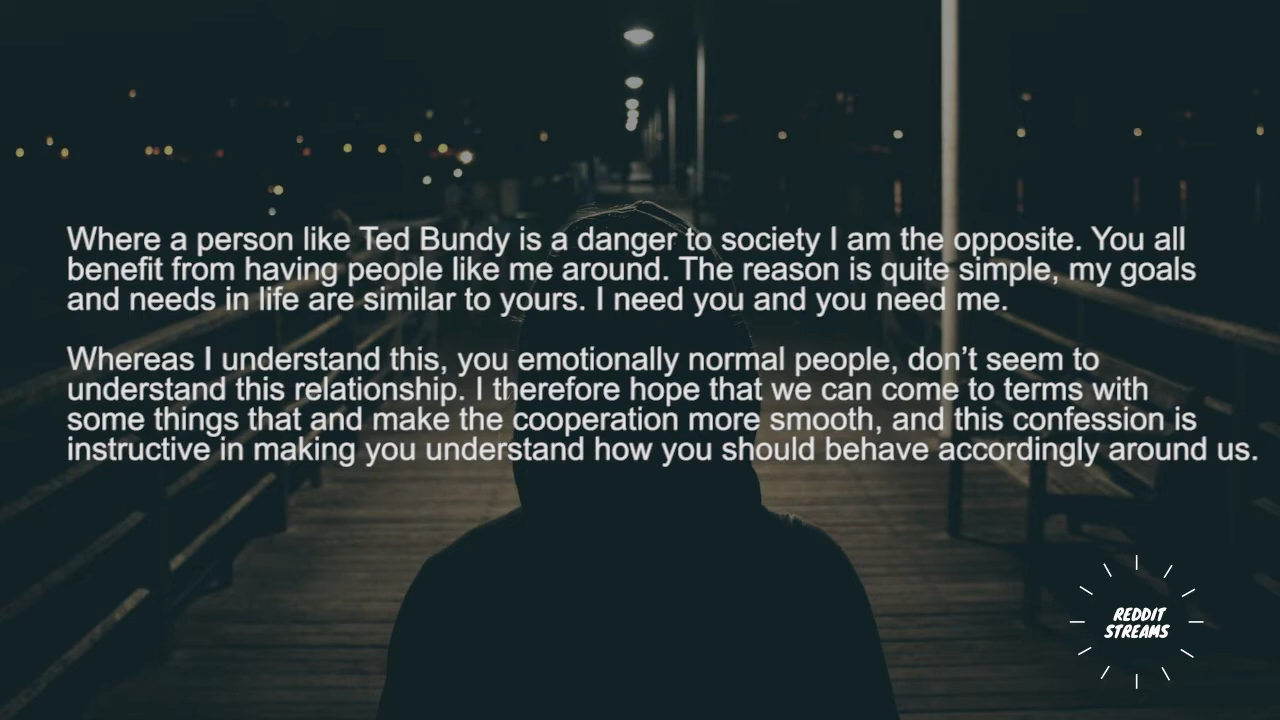 Where a person like Ted Bundy is a danger to society I am the opposite. You all
benefit from having people like me around. The reason is quite simple, my goals
and needs in life are similar to yours. I need you and you need me.
Whereas I understand this, you emotionally normal people, don’t seem to
understand this relationship. I therefore hope that we can come to terms with
some things that and make the cooperation more smooth, and this confession is
instructive in making you understand how you should behave accordingly around us.
REDDIT
STREAMS